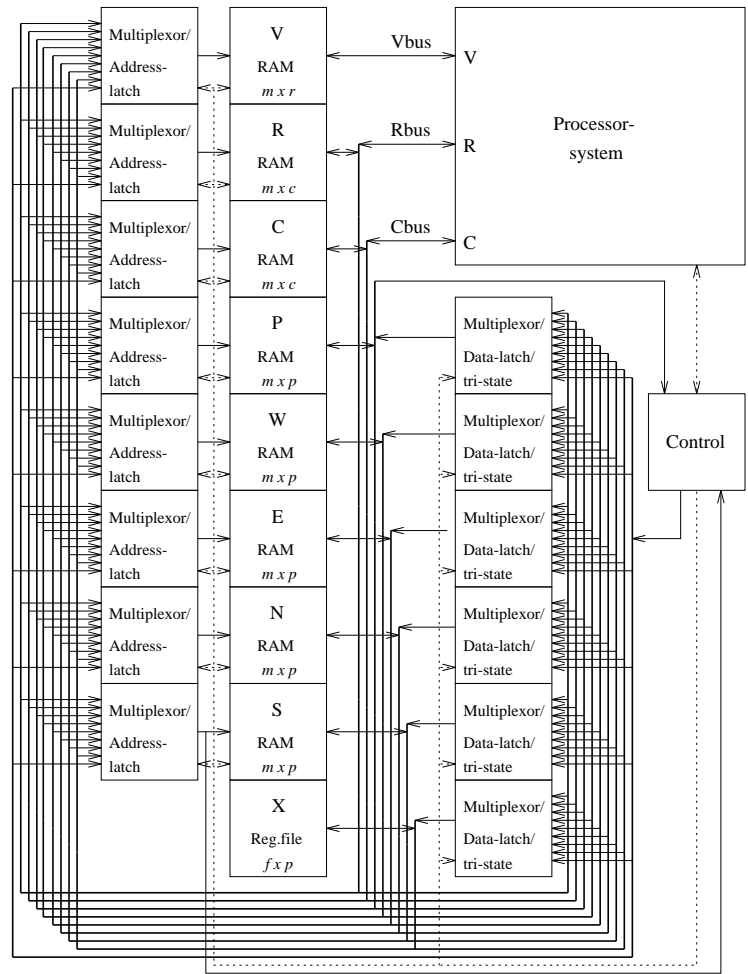 Multiplexor/
Address-
latch
V
RAM
m x r
Vbus
V
Processor-
system
Multiplexor/
Address-
latch
R
RAM
m x c
Rbus
R
Multiplexor/
Address-
latch
C
RAM
m x c
Cbus
C
Multiplexor/
Address-
latch
P
RAM
m x p
Multiplexor/
Data-latch/
tri-state
Multiplexor/
Address-
latch
W
RAM
m x p
Multiplexor/
Data-latch/
tri-state
Control
Multiplexor/
Address-
latch
E
RAM
m x p
Multiplexor/
Data-latch/
tri-state
Multiplexor/
Address-
latch
N
RAM
m x p
Multiplexor/
Data-latch/
tri-state
Multiplexor/
Address-
latch
S
RAM
m x p
Multiplexor/
Data-latch/
tri-state
X
Reg.file
f x p
Multiplexor/
Data-latch/
tri-state